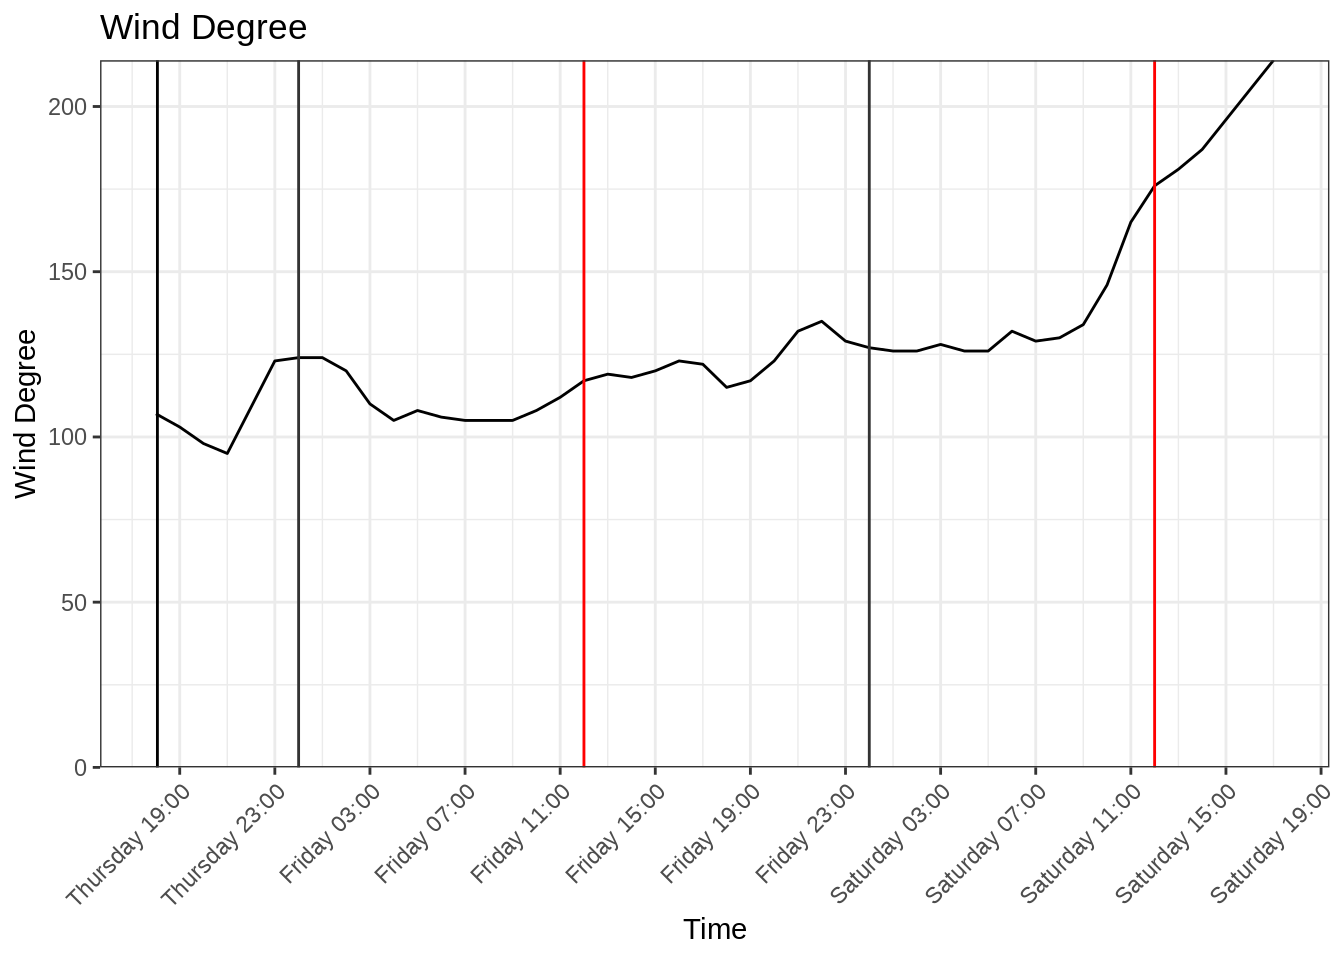 Wind Degree
Wind Degree
200
150
100
50
0
Thursday 19:00
Thursday 23:00
Friday 03:00
Friday 07:00
Friday 11:00
Friday 15:00
Friday 19:00
Friday 23:00
Saturday 03:00
Saturday 07:00
Saturday 11:00
Saturday 15:00
Saturday 19:00
Time